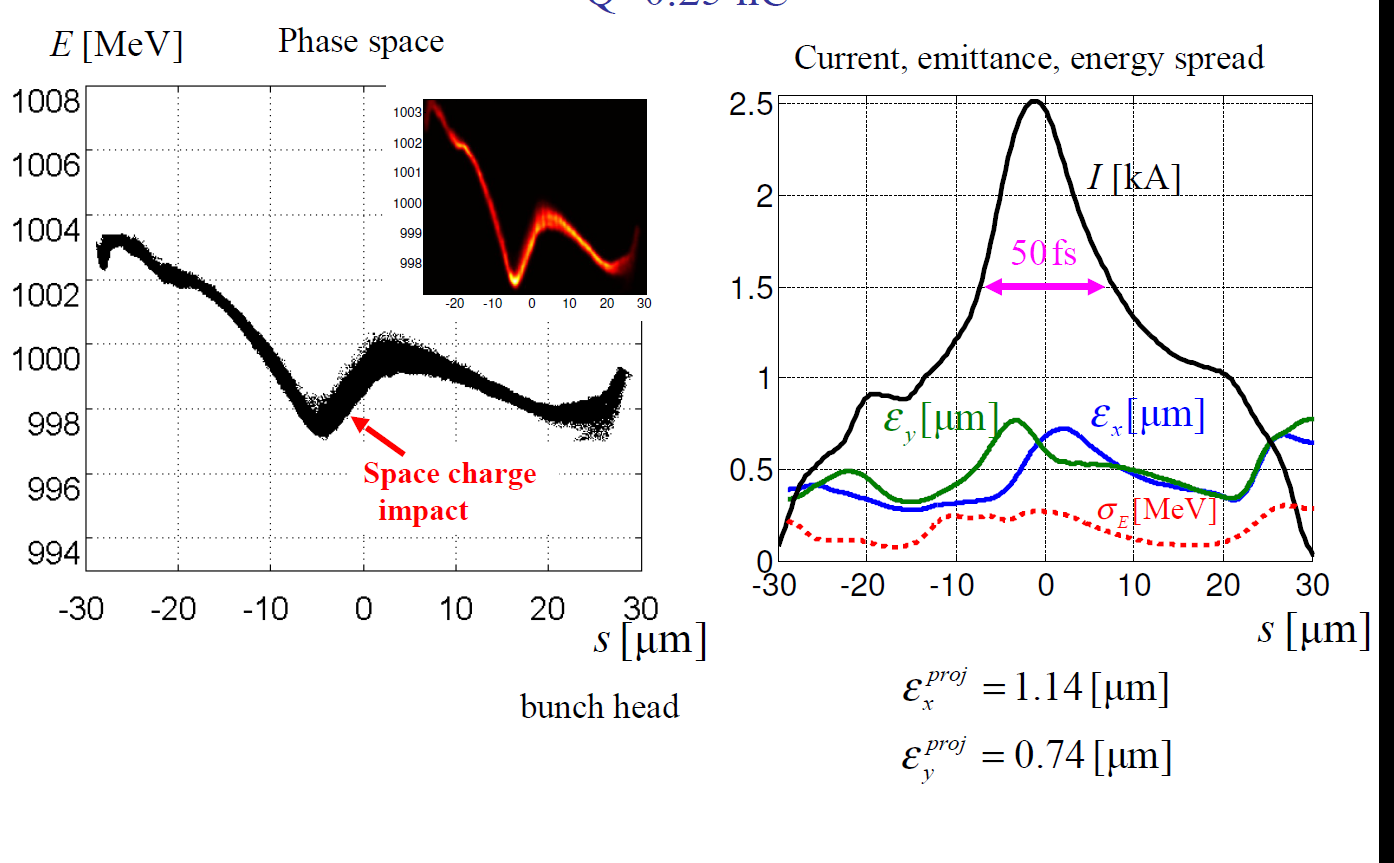 E [MeV]
Phase space
1008
1006
1004
1002
1000
998
996
994
-30 -20 -10 0 10 20 30
s [μm]
1003
1002
1001
1000
999
998
-20 -10 0 10 20 30
Space charge
impact
bunch head
Current, emittance, energy spread
2.5
2
1.5
1
0.5
0
-30 -20 -10 0 10 20 30
s [μm]
I [kA]
50 fs
ε_y [μm]
ε_x [μm]
σ_E [MeV]
ε_x^proj = 1.14 [μm]
ε_y^proj = 0.74 [μm]